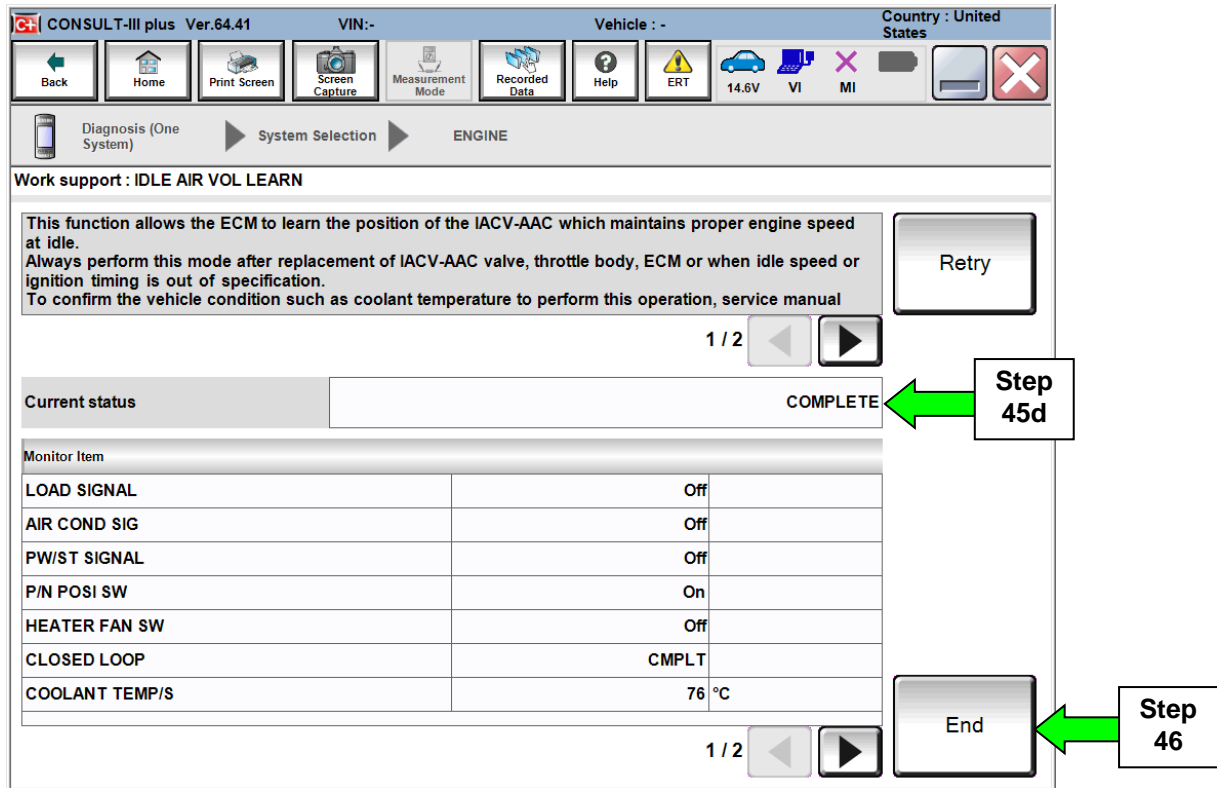 C+ CONSULT-III plus Ver.64.41 VIN:- Vehicle : - Country : United
States
Back Home Print Screen Screen
Capture Measurement
Mode Recorded
Data Help ERT 14.6V VI MI
Diagnosis (One
System) System Selection ENGINE
Work support : IDLE AIR VOL LEARN
This function allows the ECM to learn the position of the IACV-AAC which maintains proper engine speed
at idle.
Always perform this mode after replacement of IACV-AAC valve, throttle body, ECM or when idle speed or
ignition timing is out of specification.
To confirm the vehicle condition such as coolant temperature to perform this operation, service manual
Retry
1 / 2
Current status COMPLETE
Step
45d
Monitor Item
LOAD SIGNAL Off
AIR COND SIG Off
PW/ST SIGNAL Off
P/N POSI SW On
HEATER FAN SW Off
CLOSED LOOP CMPLT
COOLANT TEMP/S 76 °C
1 / 2
End
Step
46